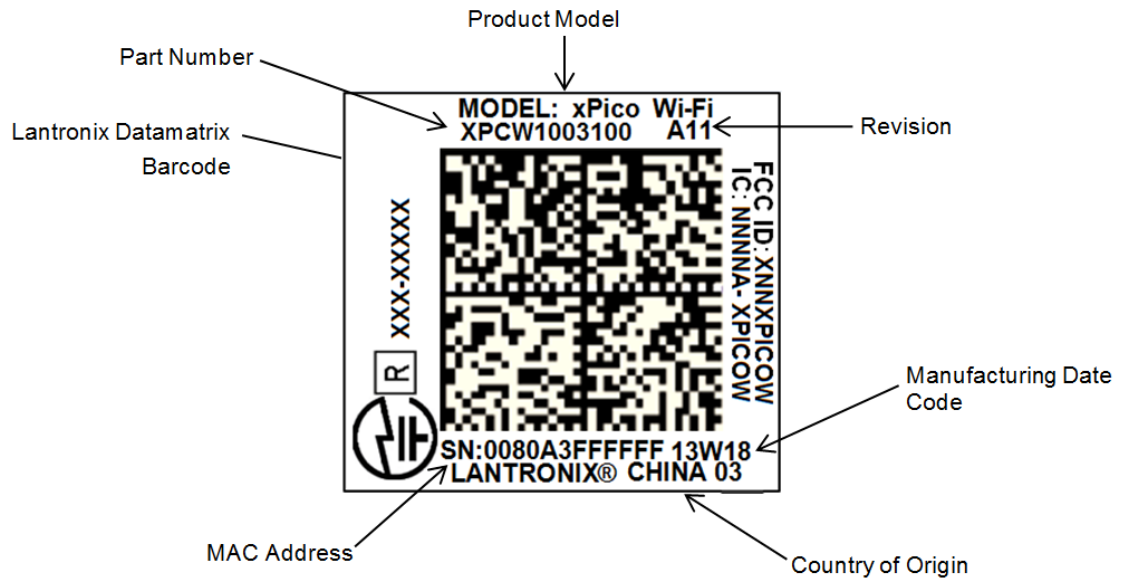 Product Model
Part Number
Lantronix Datamatrix
Barcode
MODEL: xPico Wi-Fi
XPCW1003100 A11
Revision
FCC ID: XNNXPICOW
IC: NNNNA- XPICOW
XXX-XXXXX
R
Manufacturing Date
Code
SN:0080A3FFFFFF 13W18
LANTRONIX® CHINA 03
MAC Address
Country of Origin